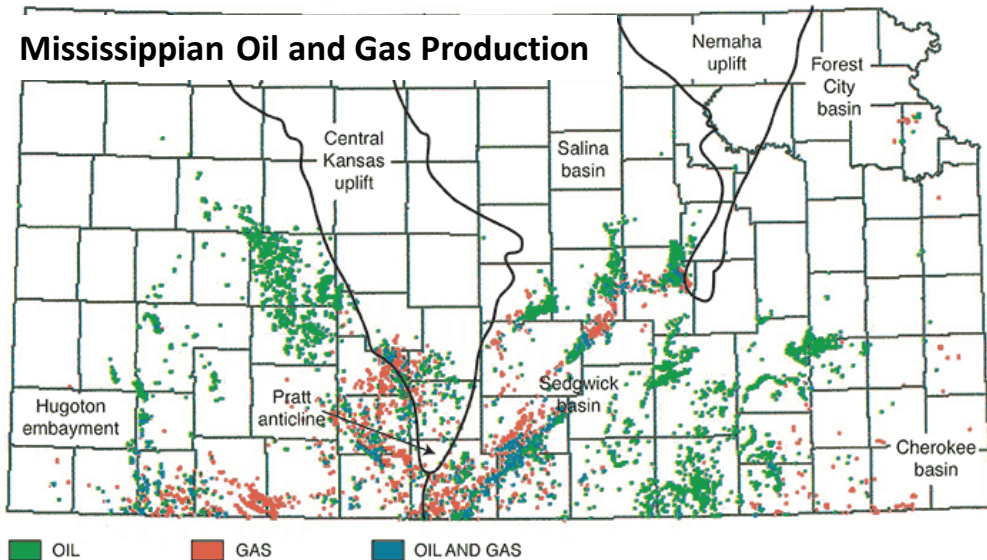 Mississippian Oil and Gas Production
Nemaha
uplift
Forest
City
basin
Central
Kansas
uplift
Salina
basin
Pratt
anticline
Sedgwick
basin
Hugoton
embayment
Cherokee
basin
OIL
GAS
OIL AND GAS